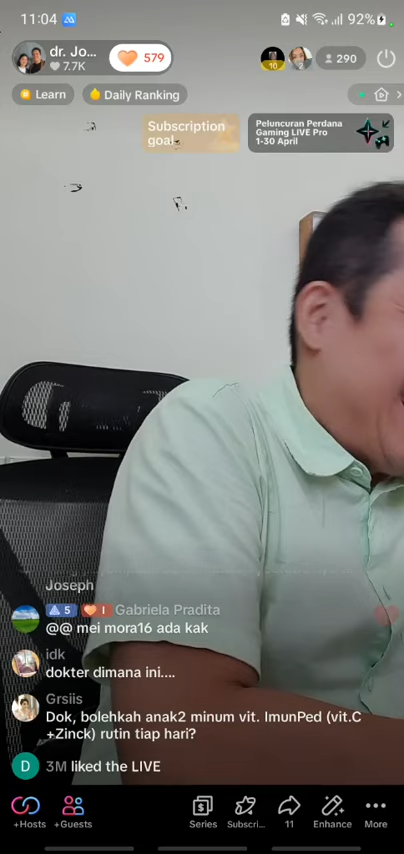 11:04
92%
dr. Jo...
7.7K
579
10
2
290
Learn
Daily Ranking
Subscription
goal
Peluncuran Perdana
Gaming LIVE Pro
1-30 April
Joseph
5
1
Gabriela Pradita
@@ mei mora16 ada kak
idk
dokter dimana ini....
Grsiis
Dok, bolehkah anak2 minum vit. ImunPed (vit.C
+Zinck) rutin tiap hari?
D
3M liked the LIVE
+Hosts
+Guests
Series
Subscri...
11
Enhance
More